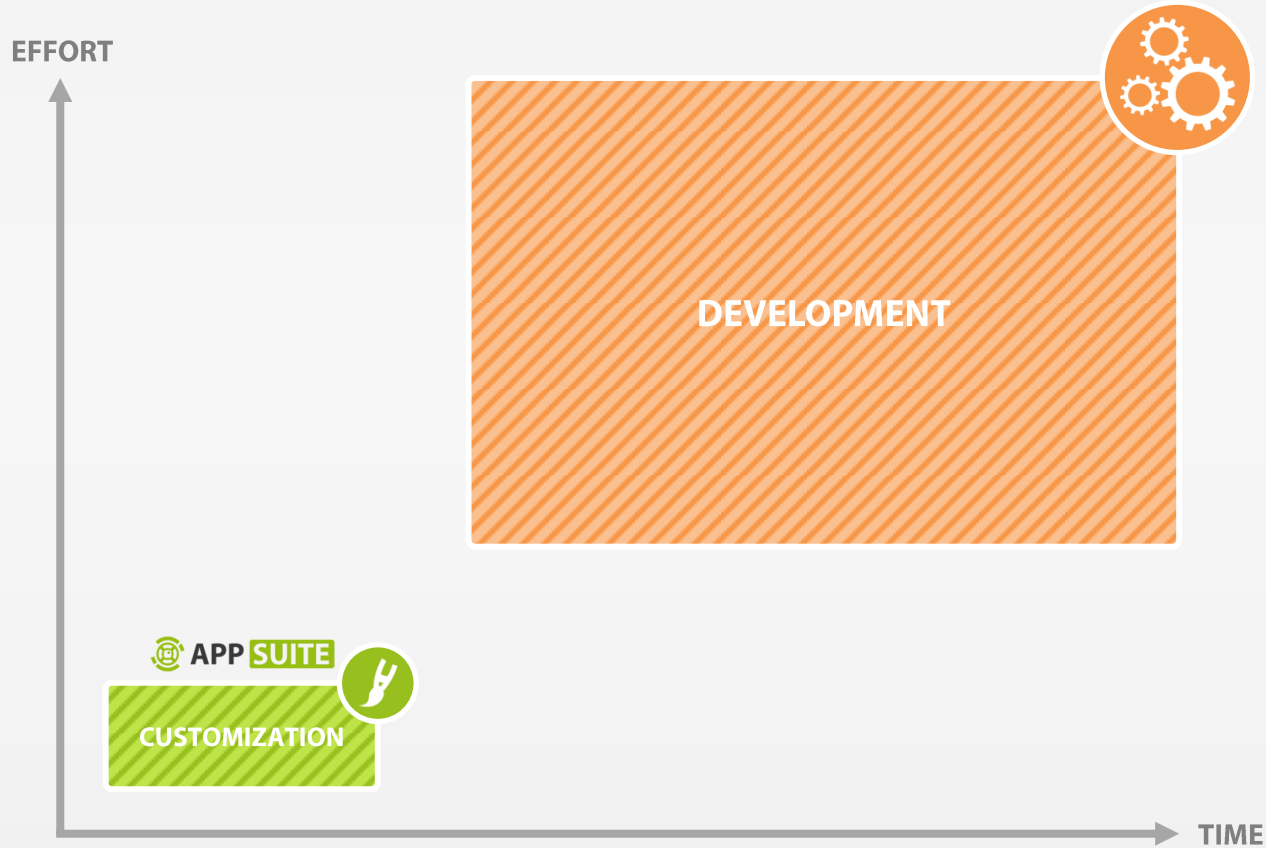 EFFORT
DEVELOPMENT
APP SUITE
CUSTOMIZATION
TIME